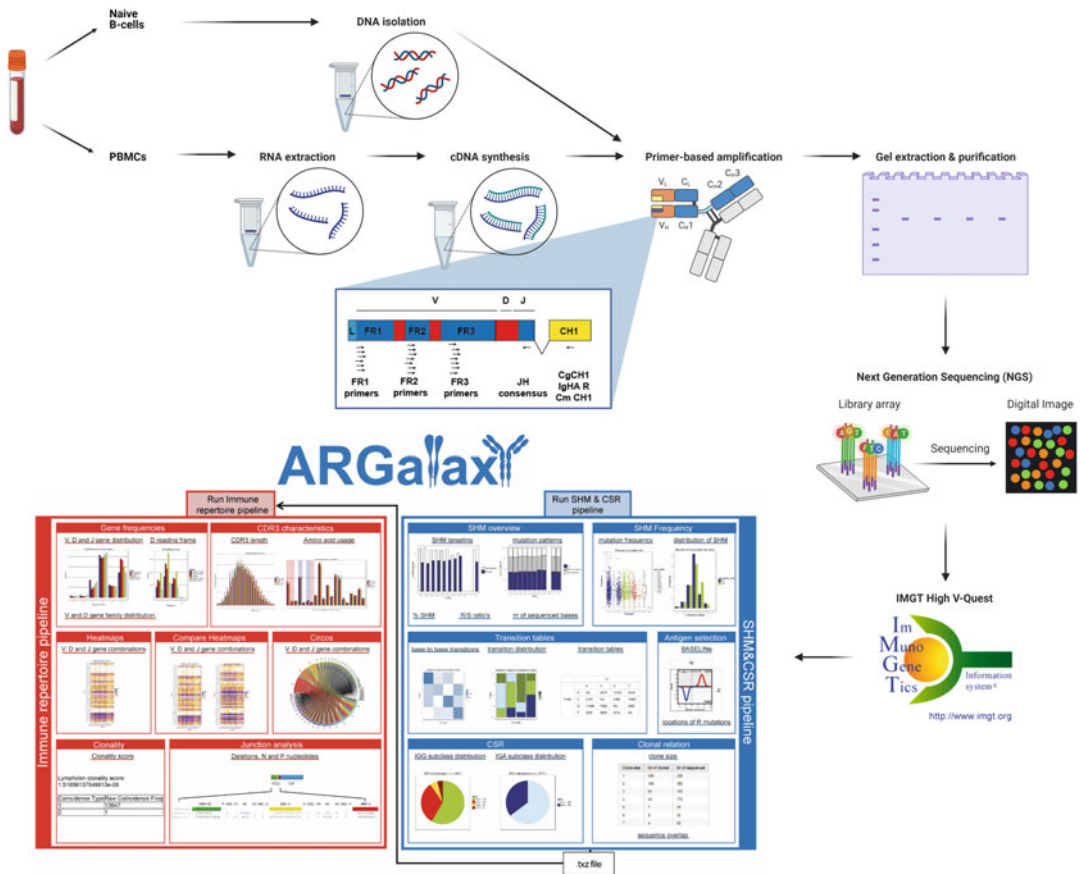 Naive
B-cells
DNA isolation
PBMCs
RNA extraction
cDNA synthesis
Primer-based amplification
Gel extraction & purification
V
D
J
L
FR1
FR2
FR3
CH1
FR1
primers
FR2
primers
FR3
primers
JH
consensus
CgCH1
IgHA R
Cm CH1
Next Generation Sequencing (NGS)
Library array
Digital Image
Sequencing
ARGalaxy
Run Immune
repertoire pipeline
Run SHM & CSR
pipeline
Immune repertoire pipeline
Gene frequencies
V, D and J gene distribution
D reading frame
V and D gene family distribution
CDR3 characteristics
CDR3 length
Amino acid usage
Heatmaps
V, D and J gene combinations
Compare Heatmaps
V, D and J gene combinations
Circos
V, D and J gene combinations
Clonality
Clonality score
Lymphclon clonality score:
Coincidence Type
Raw Coincidence Freq
Junction analysis
Deletions, N and P nucleotides
SHM overview
SHM targeting
mutation patterns
% SHM
R/S ratio's
nr of sequenced bases
SHM Frequency
mutation frequency
distribution of SHM
Transition tables
base to base transitions
Transition distribution
transition tables
Antigen selection
BASELINe
locations of R mutations
CSR
IGG subclass distribution
IGA subclass distribution
Clonal relation
clone size
sequence overlap
SHM&CSR pipeline
.txz file
IMGT High V-Quest
Im
Muno
Gene
Tics
Information
system®
http://www.imgt.org